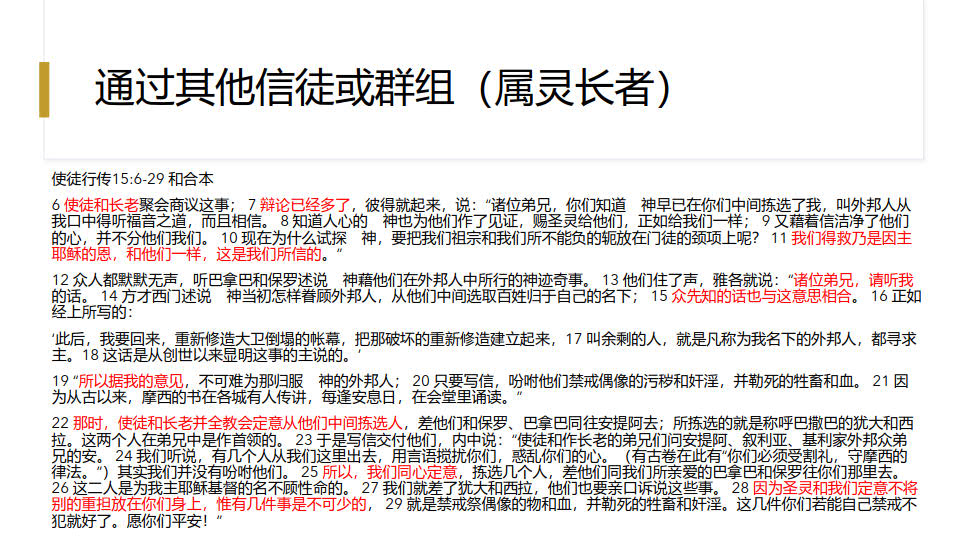 通过其他信徒或群组（属灵长者）
使徒行传15:6-29 和合本
6 使徒和长老聚会商议这事； 7 辩论已经多了，彼得就起来，说：“诸位弟兄，你们知道　神早已在你们中间拣选了我，叫外邦人从
我口中得听福音之道，而且相信。 8 知道人心的　神也为他们作了见证，赐圣灵给他们，正如给我们一样； 9 又藉着信洁净了他们
的心，并不分他们我们。 10 现在为什么试探　神，要把我们祖宗和我们所不能负的轭放在门徒的颈项上呢？ 11 我们得救乃是因主
耶稣的恩，和他们一样，这是我们所信的。”
12 众人都默默无声，听巴拿巴和保罗述说　神藉他们在外邦人中所行的神迹奇事。 13 他们住了声，雅各就说：“诸位弟兄，请听我
的话。 14 方才西门述说　神当初怎样眷顾外邦人，从他们中间选取百姓归于自己的名下； 15 众先知的话也与这意思相合。 16 正如
经上所写的：
‘此后，我要回来，重新修造大卫倒塌的帐幕，把那破坏的重新修造建立起来，17 叫余剩的人，就是凡称为我名下的外邦人，都寻求
主。18 这话是从创世以来显明这事的主说的。’
19 “所以据我的意见，不可难为那归服　神的外邦人； 20 只要写信，吩咐他们禁戒偶像的污秽和奸淫，并勒死的牲畜和血。 21 因
为从古以来，摩西的书在各城有人传讲，每逢安息日，在会堂里诵读。”
22 那时，使徒和长老并全教会定意从他们中间拣选人，差他们和保罗、巴拿巴同往安提阿去；所拣选的就是称呼巴撒巴的犹大和西
拉。这两个人在弟兄中是作首领的。 23 于是写信交付他们，内中说：“使徒和作长老的弟兄们问安提阿、叙利亚、基利家外邦众弟
兄的安。 24 我们听说，有几个人从我们这里出去，用言语搅扰你们，惑乱你们的心。（有古卷在此有“你们必须受割礼，守摩西的
律法。”）其实我们并没有吩咐他们。 25 所以，我们同心定意，拣选几个人，差他们同我们所亲爱的巴拿巴和保罗往你们那里去。
26 这二人是为我主耶稣基督的名不顾性命的。 27 我们就差了犹大和西拉，他们也要亲口诉说这些事。 28 因为圣灵和我们定意不将
别的重担放在你们身上，惟有几件事是不可少的， 29 就是禁戒祭偶像的物和血，并勒死的牲畜和奸淫。这几件你们若能自己禁戒不
犯就好了。愿你们平安！“